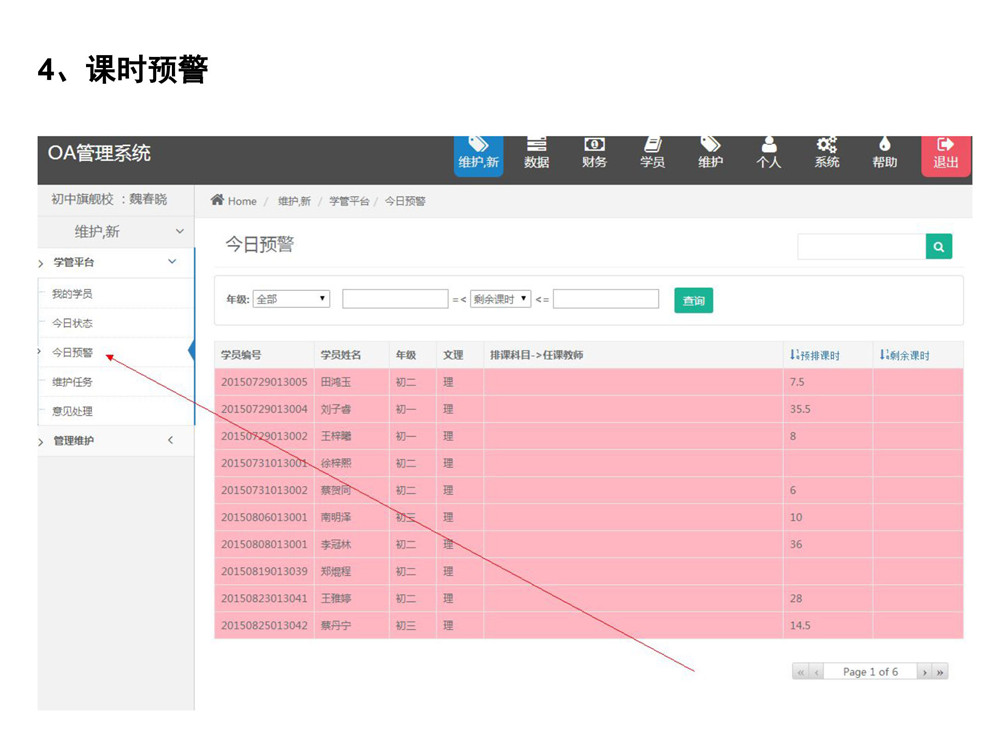 4、课时预警
OA管理系统
维护,新 数据 财务 学员 维护 个人 系统 帮助 退出
初中旗舰校 ：魏春晓
Home / 维护,新 / 学管平台 / 今日预警
维护,新
学管平台
我的学员
今日状态
今日预警
维护任务
意见处理
管理维护
今日预警
年级: 全部 =< 剩余课时 <= 查询
学员编号 学员姓名 年级 文理 排课科目->任课教师 预排课时 剩余课时
20150729013005 田鸿玉 初二 理 7.5
20150729013004 刘子睿 初一 理 35.5
20150729013002 王梓曦 初一 理 8
20150731013001 徐梓熙 初二 理
20150731013002 蔡贺同 初二 理 6
20150806013001 南明泽 初三 理 10
20150808013001 李冠林 初二 理 36
20150819013039 郑焜程 初二 理
20150823013041 王雅婷 初二 理 28
20150825013042 蔡丹宁 初三 理 14.5
« ‹ Page 1 of 6 › »